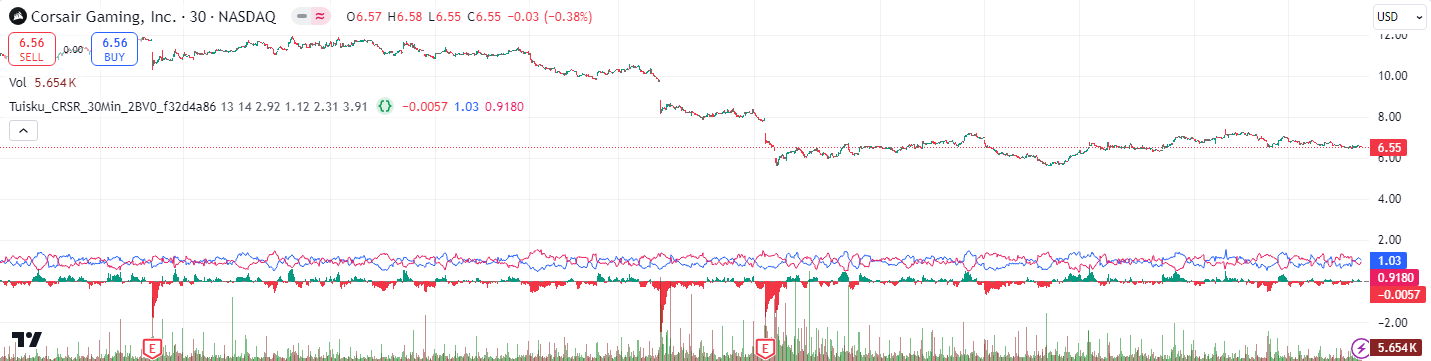 Corsair Gaming, Inc. · 30 · NASDAQ O6.57 H6.58 L6.55 C6.55 −0.03 (−0.38%)
USD
6.56
SELL
0.00
6.56
BUY
Vol 5.654K
Tuisku_CRSR_30Min_2BV0_f32d4a86 13 14 2.92 1.12 2.31 3.91 {} −0.0057 1.03 0.9180
12.00
10.00
8.00
6.55
6.00
4.00
2.00
1.03
0.9180
−0.0057
−2.00
5.654K
E
E